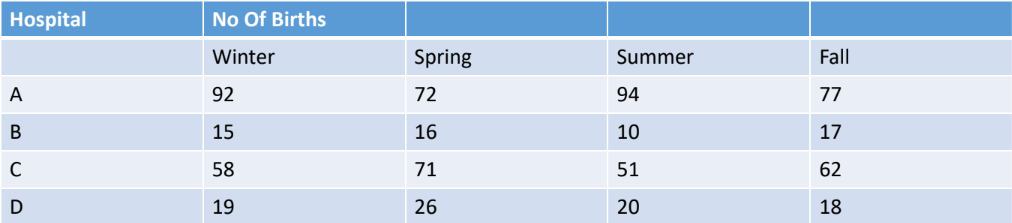 Hospital No Of Births
Winter Spring Summer Fall
A 92 72 94 77
B 15 16 10 17
C 58 71 51 62
D 19 26 20 18